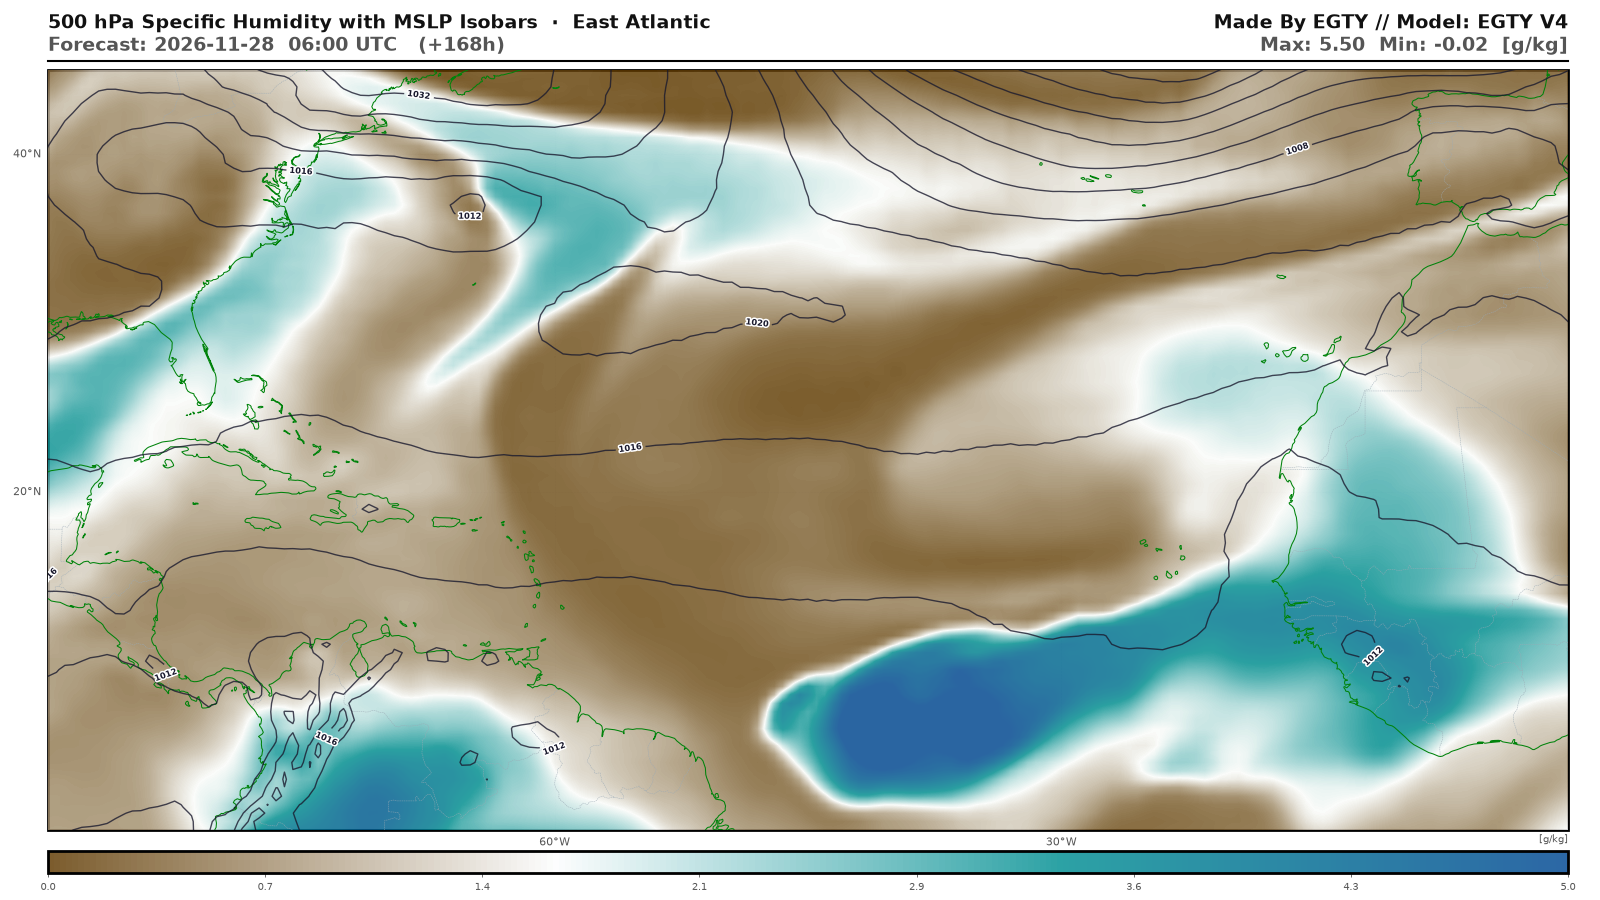 500 hPa Specific Humidity with MSLP Isobars · East Atlantic
Made By EGTY // Model: EGTY V4
Forecast: 2026-11-28 06:00 UTC (+168h)
Max: 5.50 Min: -0.02 [g/kg]
1032
1008
40°N
1016
1012
1020
1016
20°N
16
1012
1012
1016
1012
60°W
30°W
[g/kg]
0.0
0.7
1.4
2.1
2.9
3.6
4.3
5.0